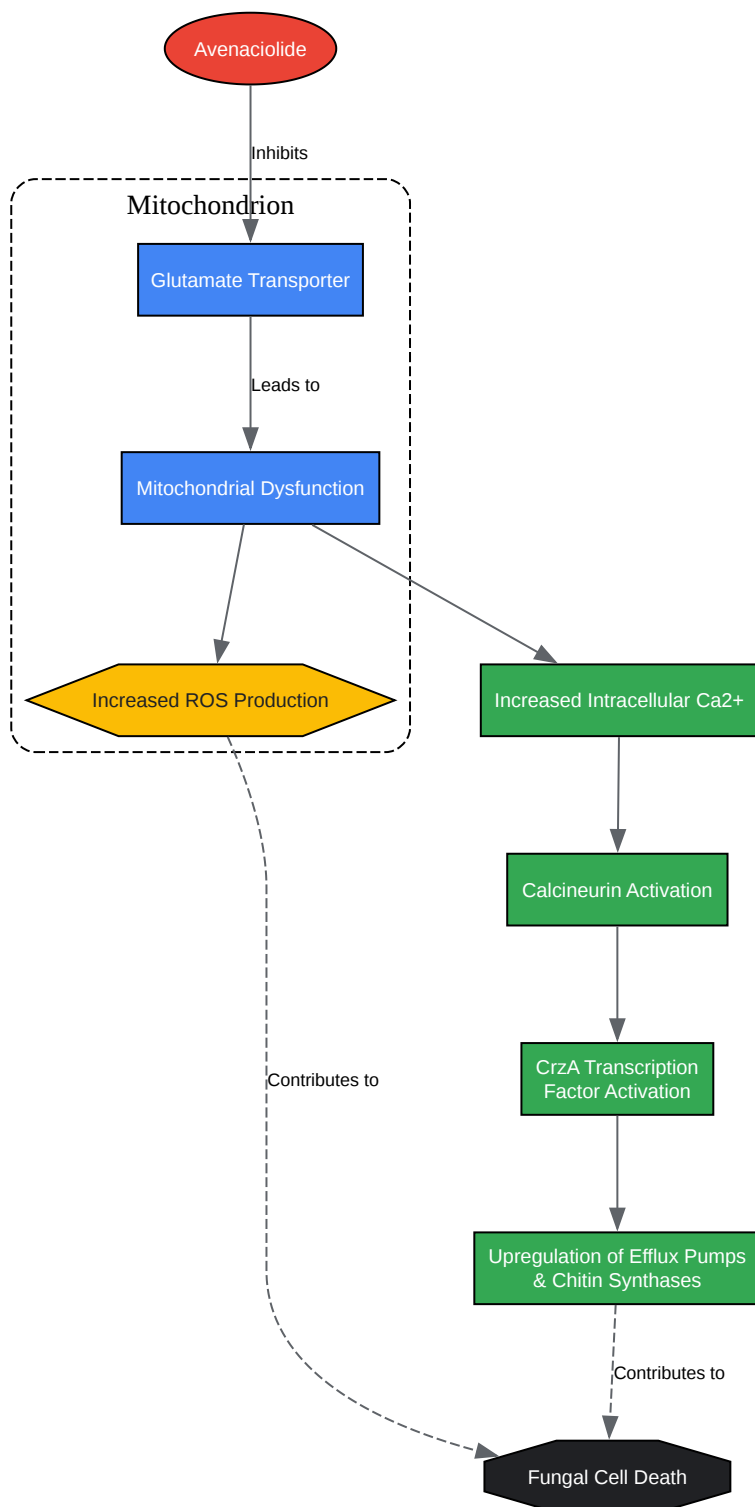 Avenaciolide
Inhibits
Mitochondrion
Glutamate Transporter
Leads to
Mitochondrial Dysfunction
Increased ROS Production
Increased Intracellular Ca2+
Calcineurin Activation
CrzA Transcription
Factor Activation
Contributes to
Upregulation of Efflux Pumps
& Chitin Synthases
Contributes to
Fungal Cell Death